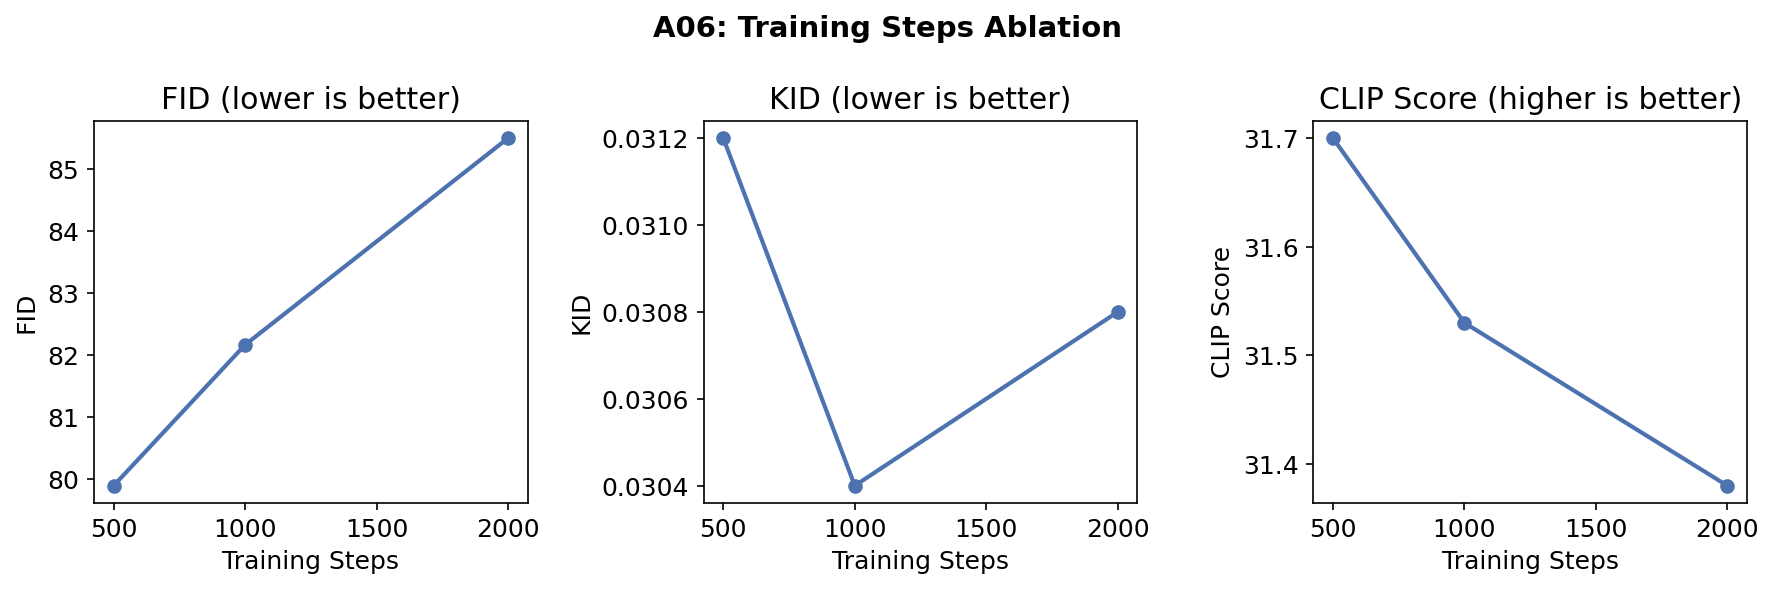 A06: Training Steps Ablation
FID (lower is better)
FID
85
84
83
82
81
80
500 1000 1500 2000
Training Steps
KID (lower is better)
KID
0.0312
0.0310
0.0308
0.0306
0.0304
500 1000 1500 2000
Training Steps
CLIP Score (higher is better)
CLIP Score
31.7
31.6
31.5
31.4
500 1000 1500 2000
Training Steps